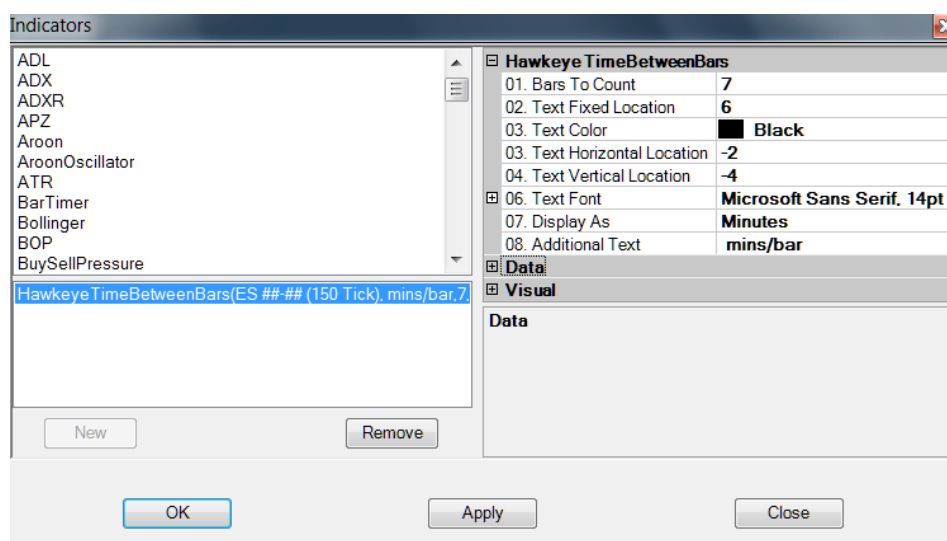 Indicators
ADL
ADX
ADXR
APZ
Aroon
AroonOscillator
ATR
BarTimer
Bollinger
BOP
BuySellPressure
HawkeyeTimeBetweenBars(ES ##-## (150 Tick), mins/bar,7,
New
Remove
HawkeyeTimeBetweenBars
01. Bars To Count 7
02. Text Fixed Location 6
03. Text Color Black
03. Text Horizontal Location -2
04. Text Vertical Location -4
06. Text Font Microsoft Sans Serif, 14pt
07. Display As Minutes
08. Additional Text mins/bar
Data
Visual
Data
OK Apply Close